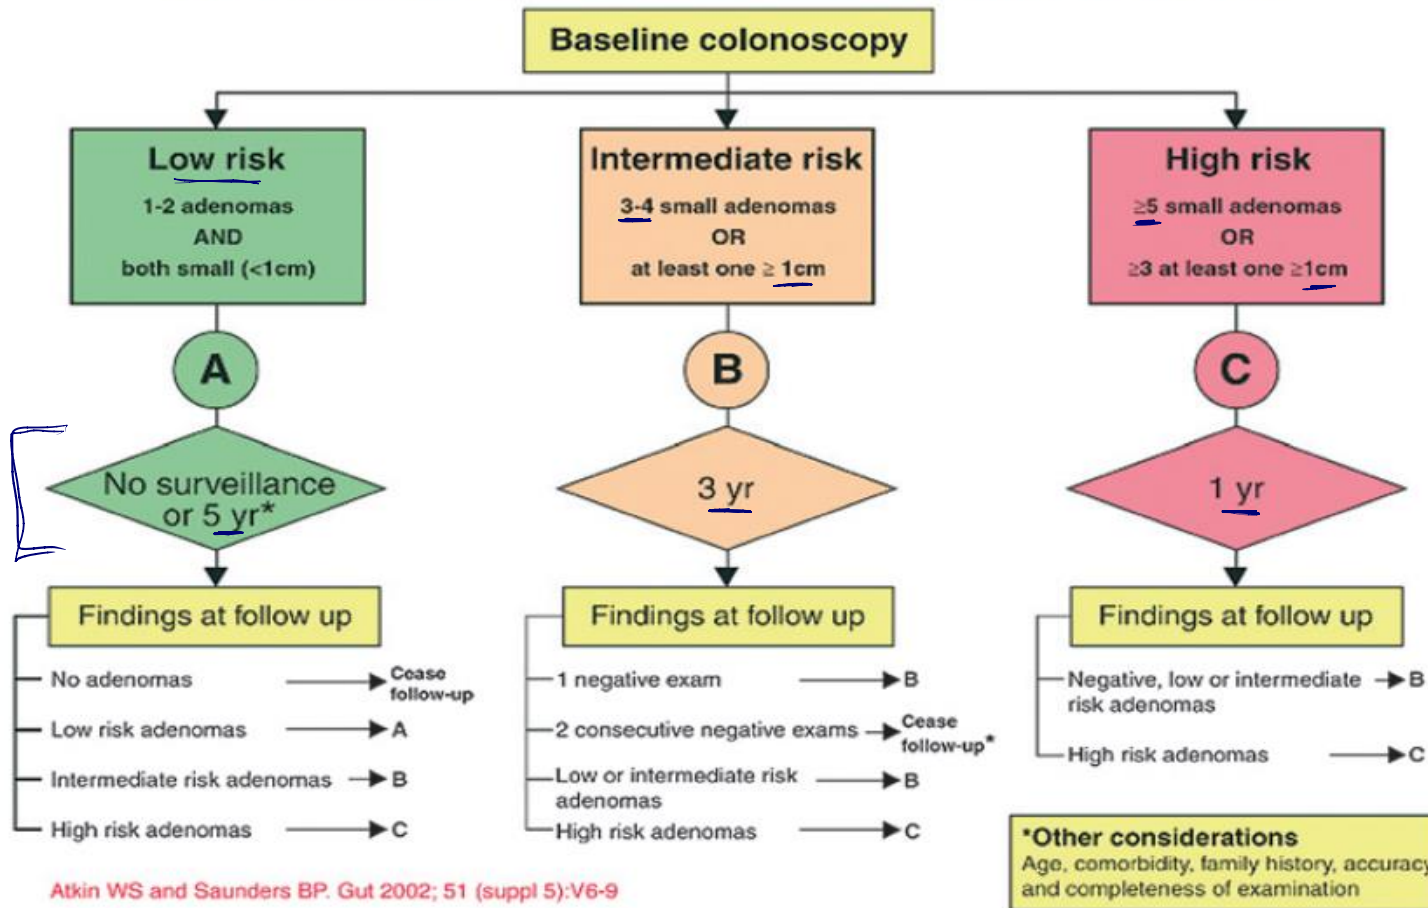 Baseline colonoscopy
Low risk
1-2 adenomas
AND
both small (<1cm)
A
No surveillance
or 5 yr*
Findings at follow up
No adenomas
Cease
follow-up
Low risk adenomas
A
Intermediate risk adenomas
B
High risk adenomas
C
Intermediate risk
3-4 small adenomas
OR
at least one ≥ 1cm
B
3 yr
Findings at follow up
1 negative exam
B
2 consecutive negative exams
Cease
follow-up*
Low or intermediate risk
adenomas
B
High risk adenomas
C
High risk
≥5 small adenomas
OR
≥3 at least one ≥1cm
C
1 yr
Findings at follow up
Negative, low or intermediate
risk adenomas
B
High risk adenomas
C
*Other considerations
Age, comorbidity, family history, accuracy
and completeness of examination
Atkin WS and Saunders BP. Gut 2002; 51 (suppl 5):V6-9